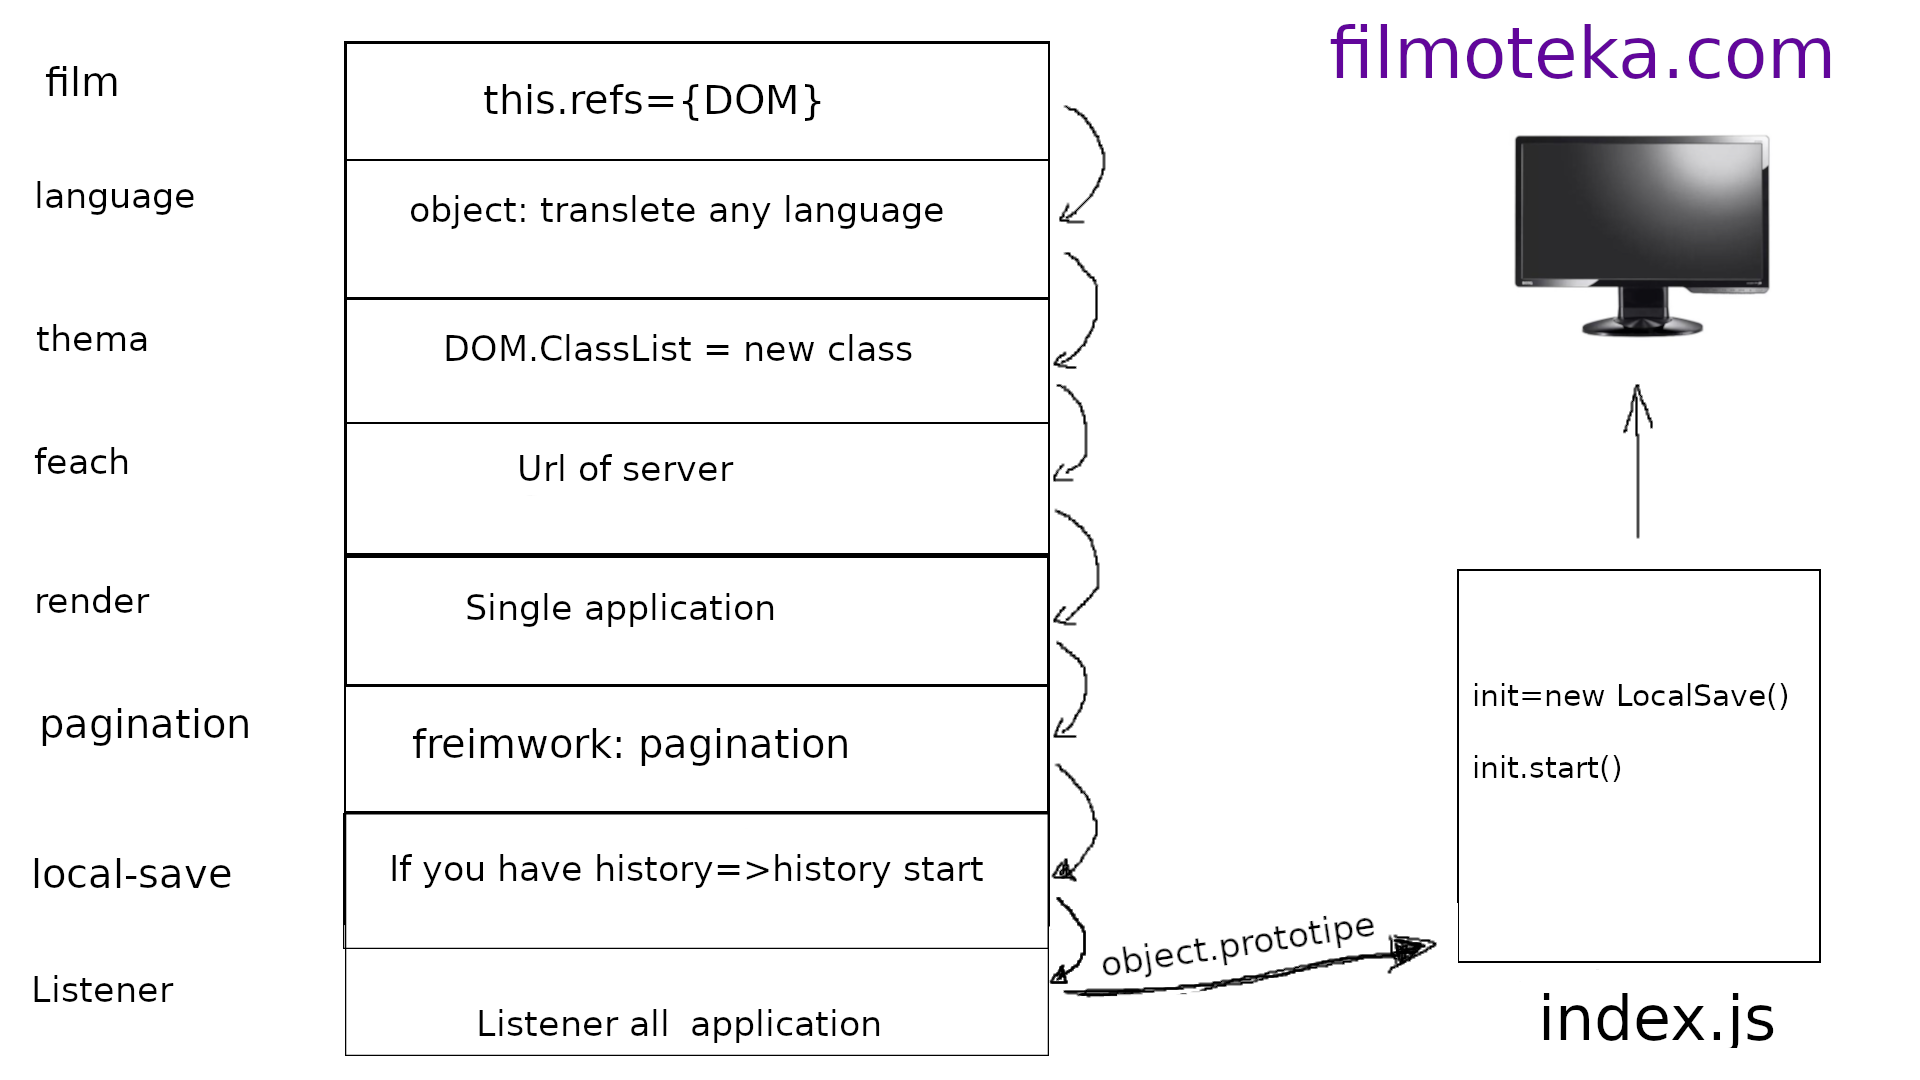 filmoteka.com
film
this.refs={DOM}
language
object: translete any language
thema
DOM.ClassList = new class
feach
Url of server
render
Single application
pagination
freimwork: pagination
local-save
If you have history=>history start
Listener
Listener all application
object.prototipe
init=new LocalSave()
init.start()
index.js